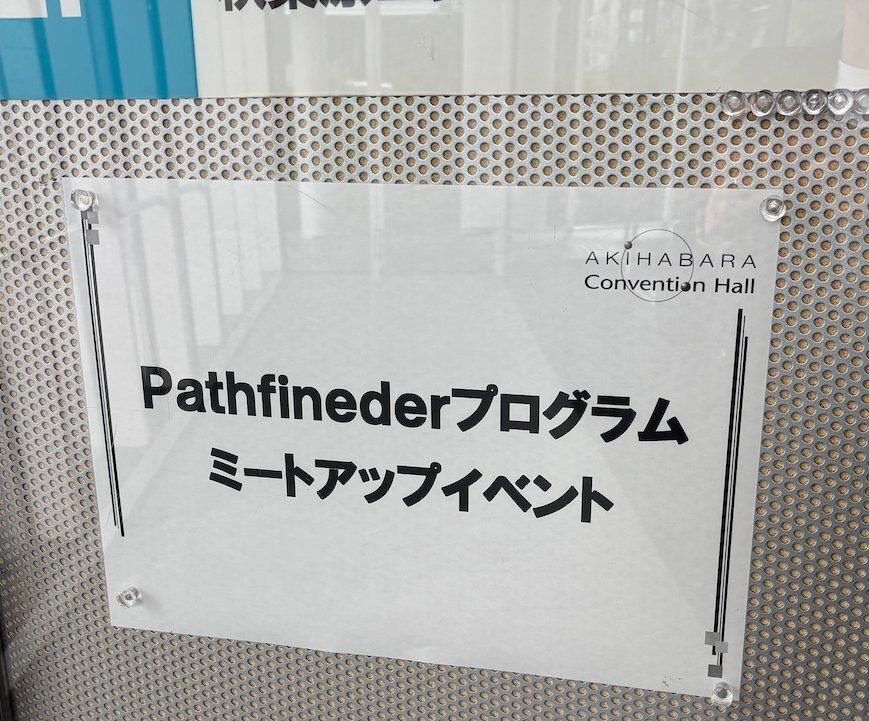 AKIHABARA
Convention Hall
Pathfinederプログラム
ミートアップイベント